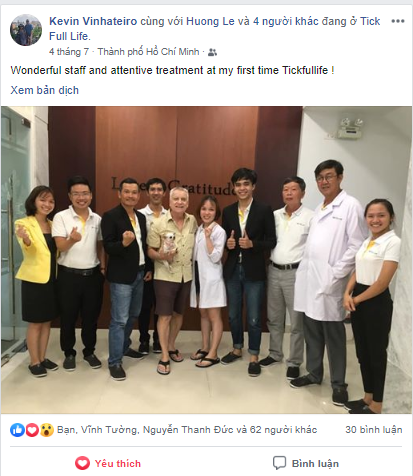 Kevin Vinhateiro cùng với Huong Le và 4 người khác đang ở Tick
Full Life.
4 tháng 7 · Thành phố Hồ Chí Minh ·
Wonderful staff and attentive treatment at my first time Tickfullife !
Xem bản dịch
Gratitude
Bạn, Vĩnh Tường, Nguyễn Thanh Đức và 62 người khác
30 bình luận
Yêu thích
Bình luận